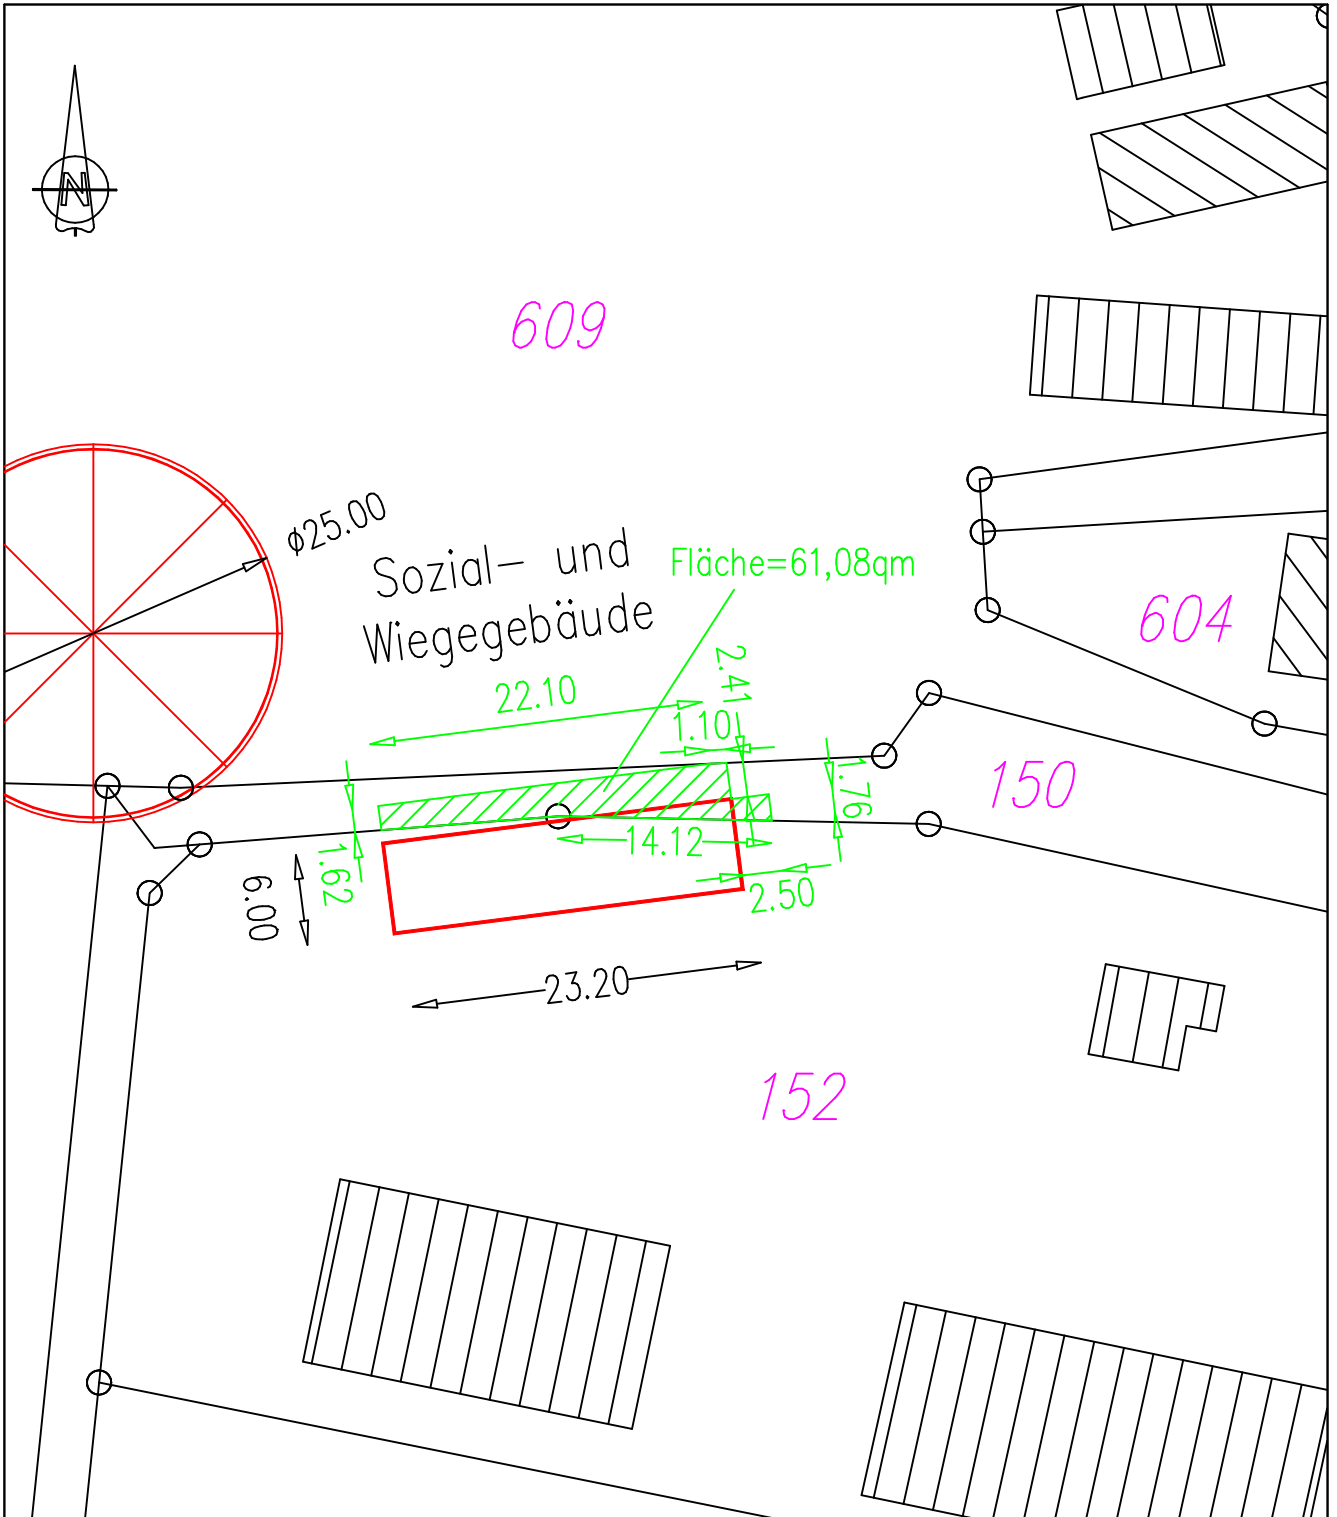 N
609
ϕ25.00
Sozial- und
Wiegegebäude
Fläche=61,08qm
604
22.10
2.41
1.10
1.76
150
14.12
1.62
6.00
2.50
23.20
152